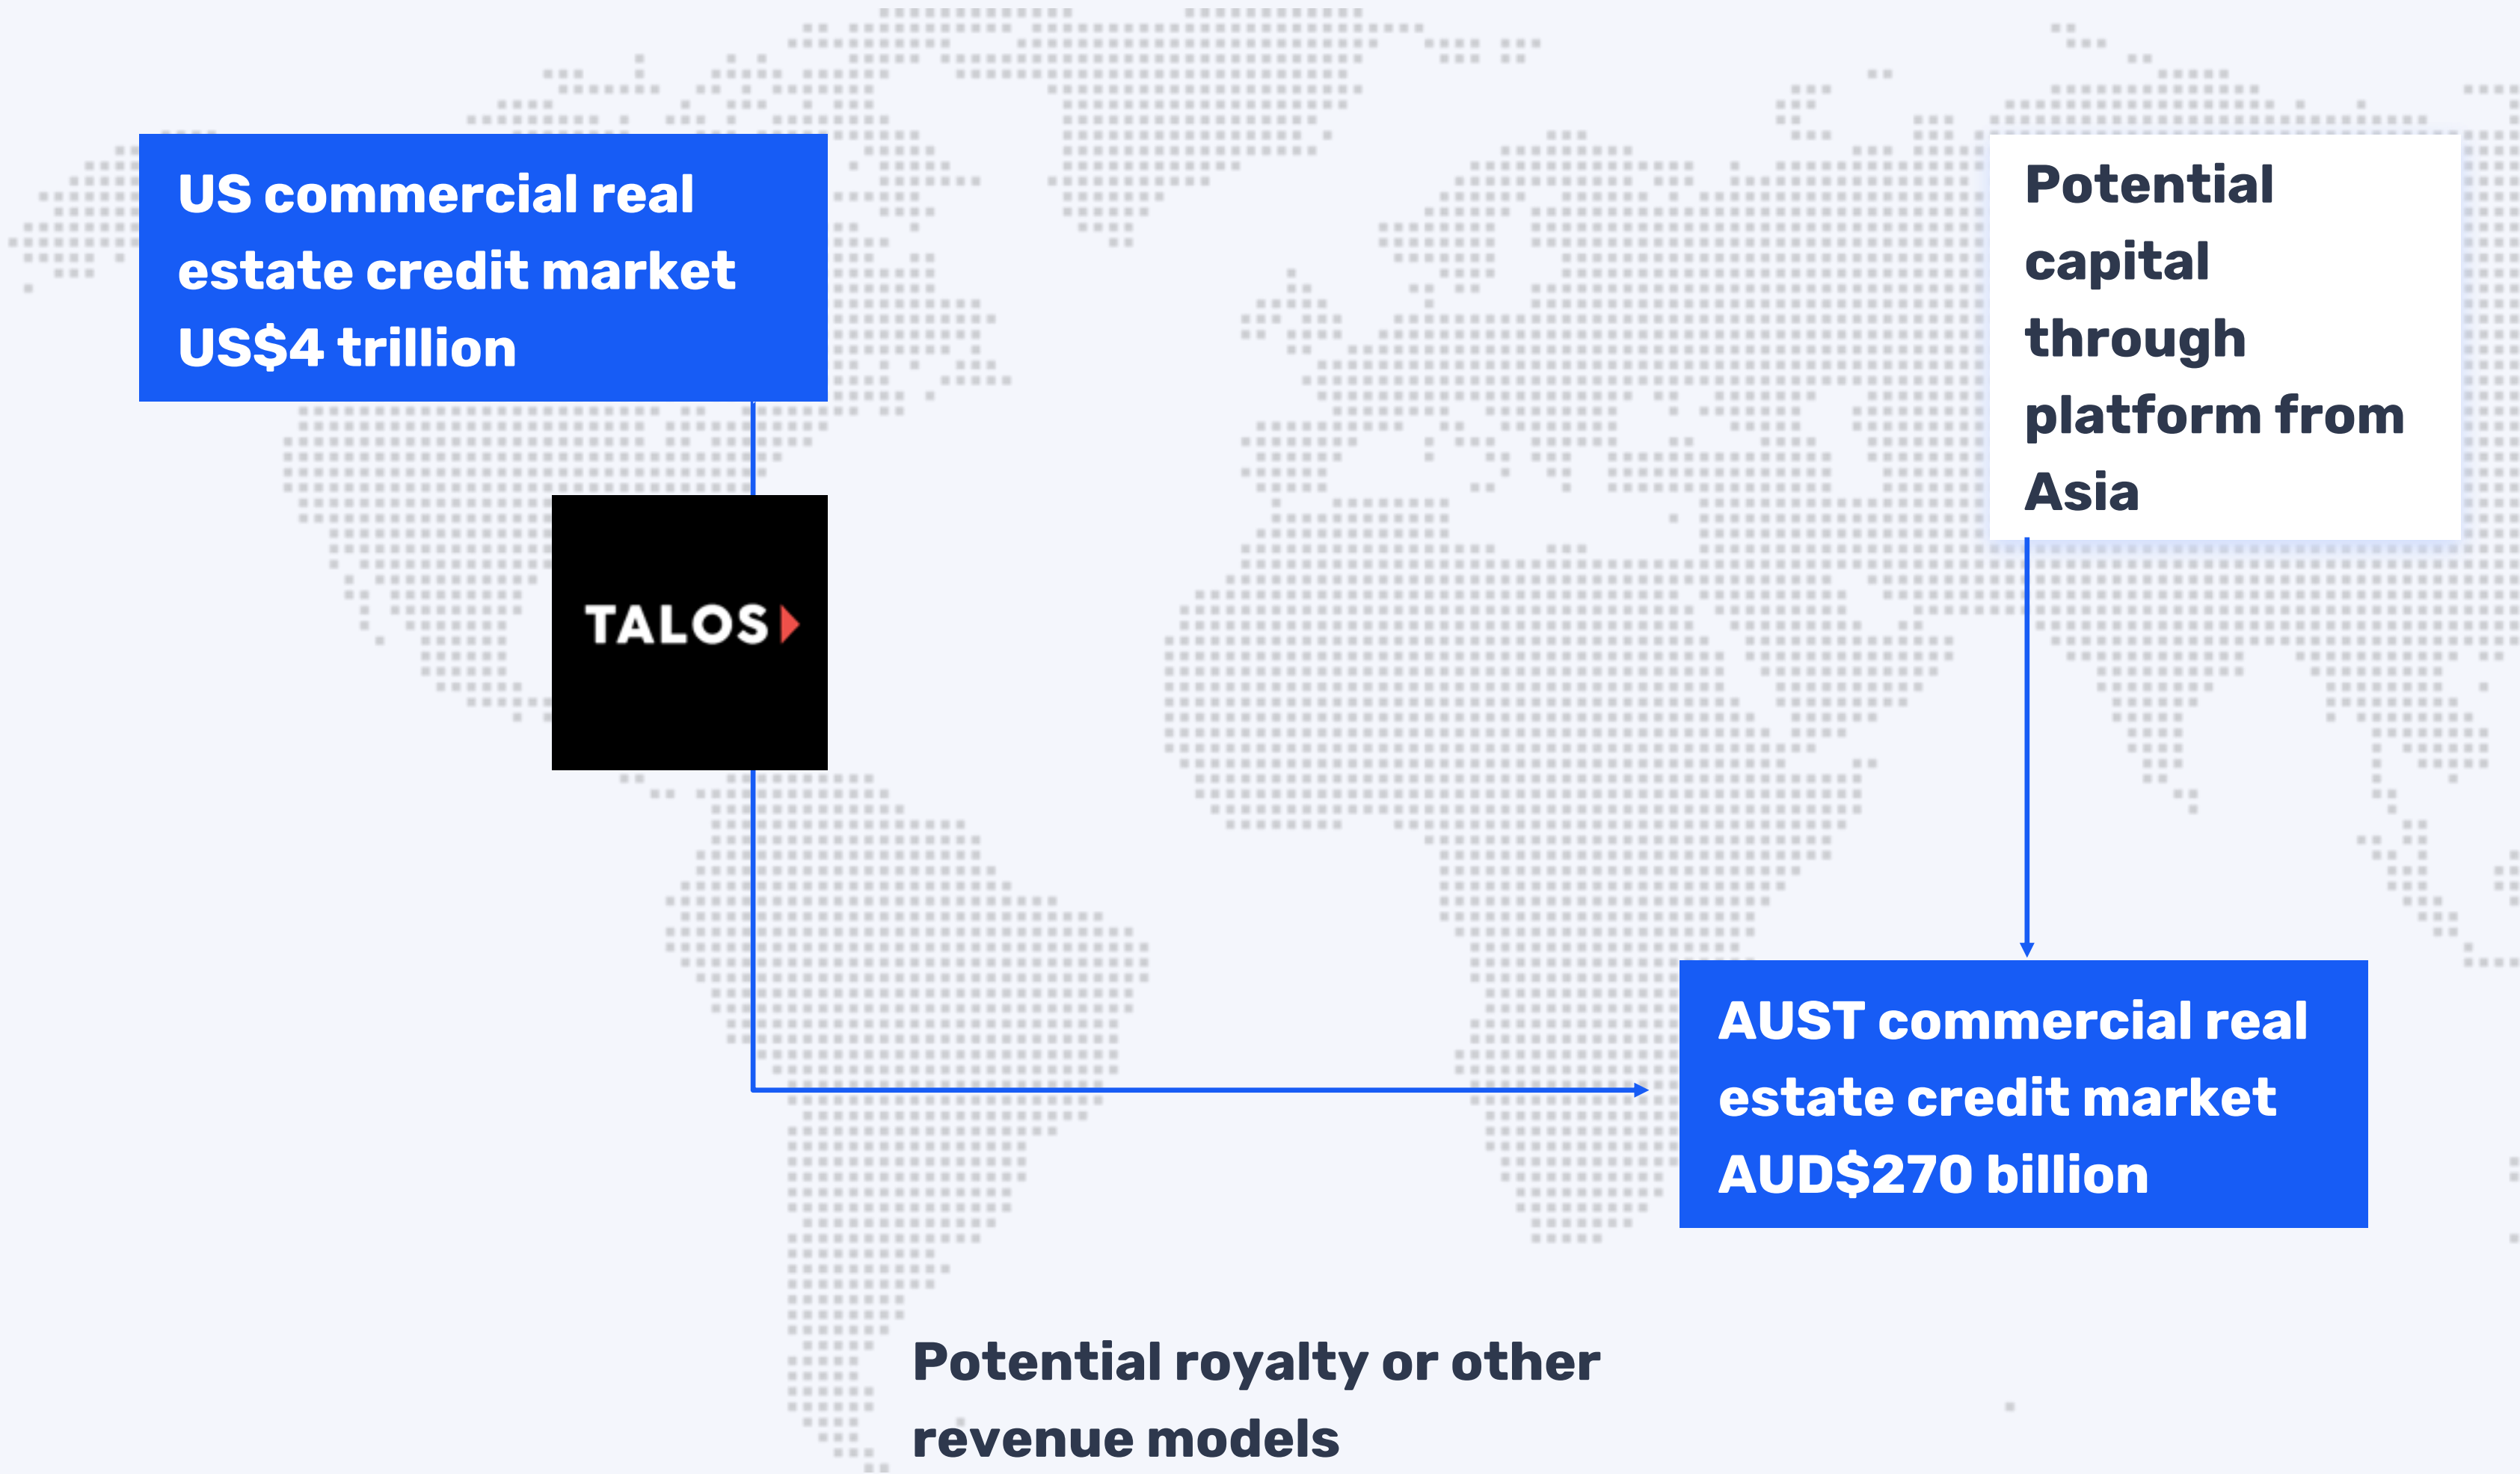 US commercial real
estate credit market
US$4 trillion
Potential
capital
through
platform from
Asia
TALOS
AUST commercial real
estate credit market
AUD$270 billion
Potential royalty or other
revenue models